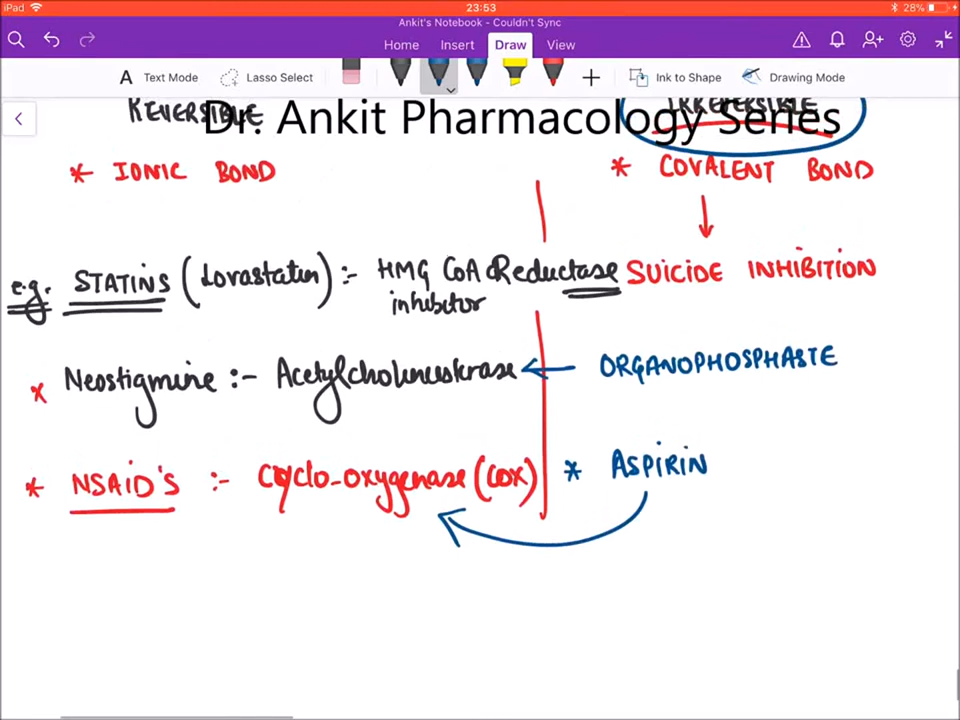 iPad 23:53 28%
Ankit's Notebook - Couldn't Sync
Home Insert Draw View
Text Mode Lasso Select Ink to Shape Drawing Mode
REVERSIBLE IRREVERSIBLE
Dr. Ankit Pharmacology Series
* IONIC BOND * COVALENT BOND
e.g. STATINS (Lovastatin) :- HMG CoA Reductase SUICIDE INHIBITION
inhibitor
x Neostigmine :- Acetylcholinesterase ORGANOPHOSPHASTE
* NSAID'S :- Cyclo-oxygenase (COX) * ASPIRIN